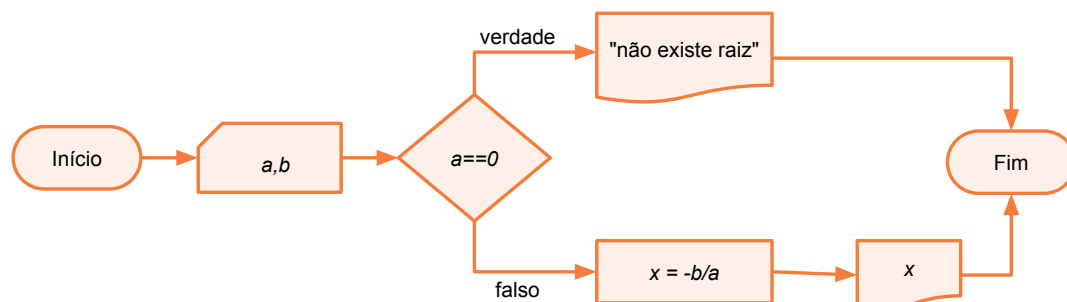 verdade
"não existe raiz"
Início
a,b
a==0
Fim
falso
x = -b/a
x